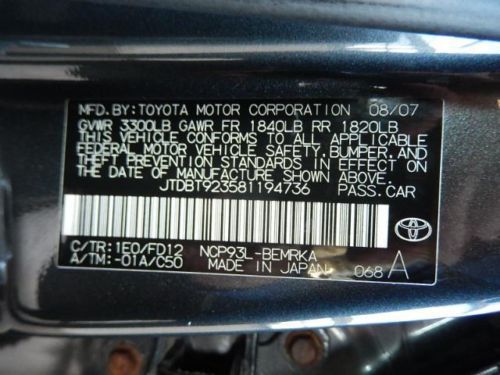 MFD. BY: TOYOTA MOTOR CORPORATION 08/07
GVWR 3300LB GAWR FR 1840LB RR 1820LB
THIS VEHICLE CONFORMS TO ALL APPLICABLE
FEDERAL MOTOR VEHICLE SAFETY, BUMPER, AND
THEFT PREVENTION STANDARDS IN EFFECT ON
THE DATE OF MANUFACTURE SHOWN ABOVE.
JTDBT923581194736 PASS. CAR
C/TR: 1E0/FD12 NCP93L-BEMRKA
A/TM: -01A/C50 MADE IN JAPAN 068 A